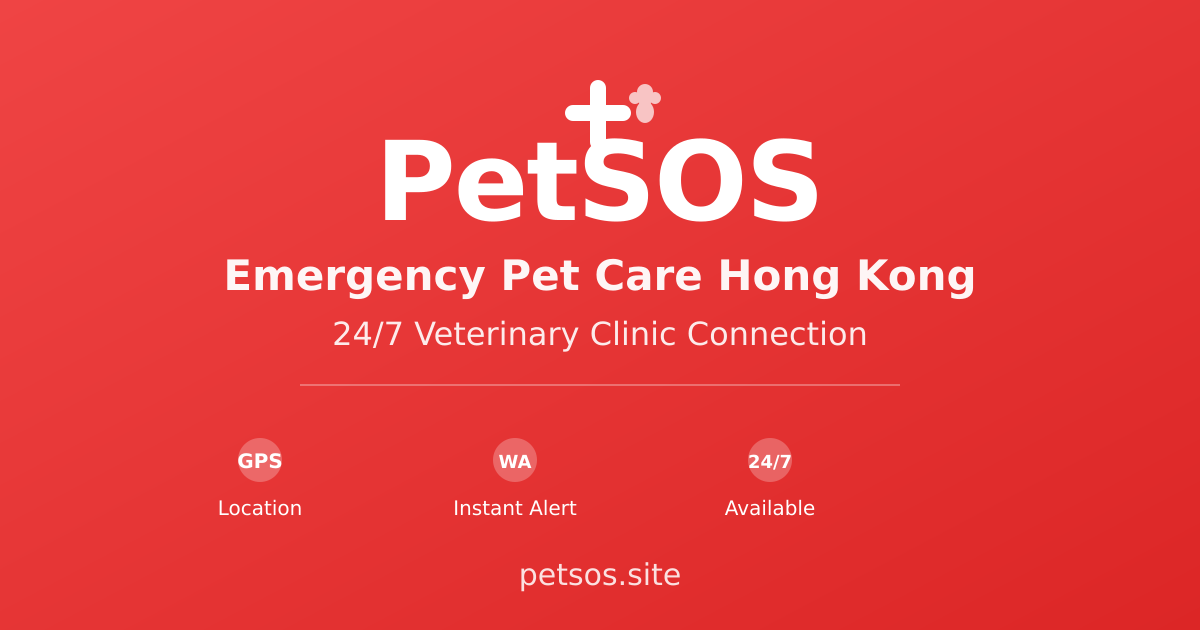 PetSOS
Emergency Pet Care Hong Kong
24/7 Veterinary Clinic Connection
GPS
WA
24/7
Location
Instant Alert
Available
petsos.site